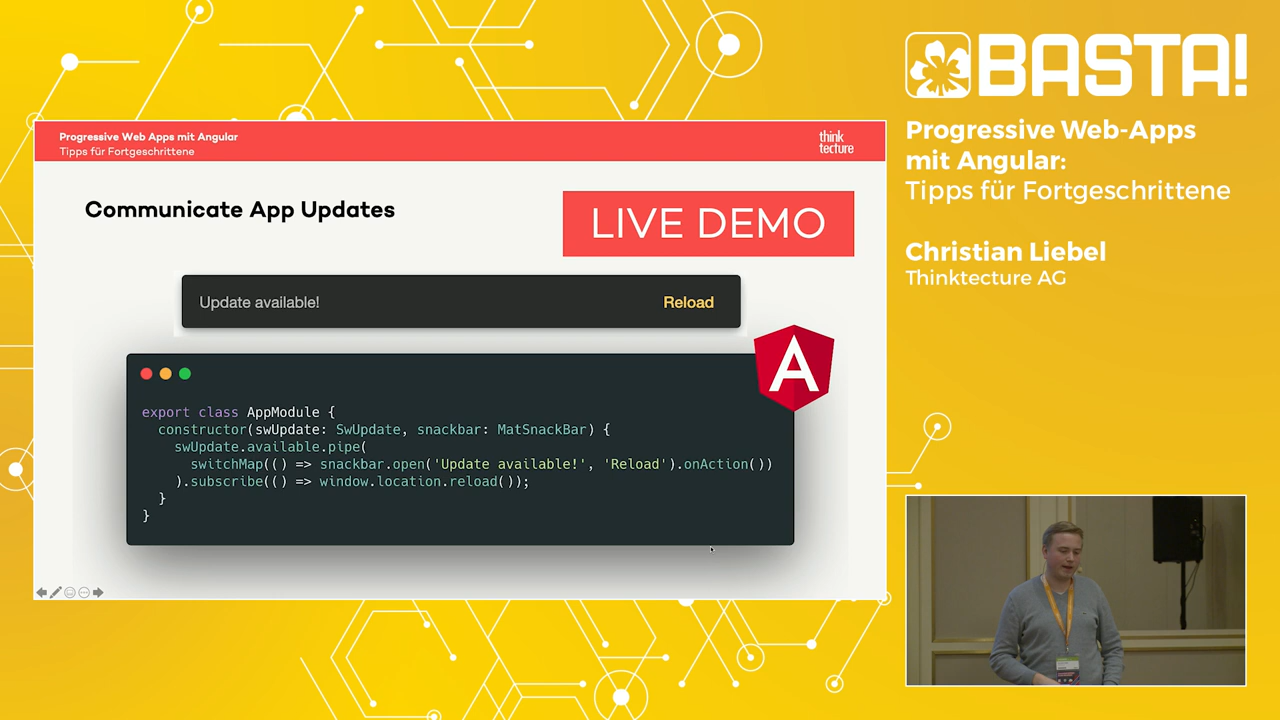 BASTA!
Progressive Web-Apps
mit Angular:
Tipps für Fortgeschrittene
Christian Liebel
Thinktecture AG
Progressive Web Apps mit Angular
Tipps für Fortgeschrittene
think
tecture
Communicate App Updates
LIVE DEMO
Update available!
Reload
A
export class AppModule {
constructor(swUpdate: SwUpdate, snackbar: MatSnackBar) {
swUpdate.available.pipe(
switchMap(() => snackbar.open('Update available!', 'Reload').onAction())
).subscribe(() => window.location.reload());
}
}